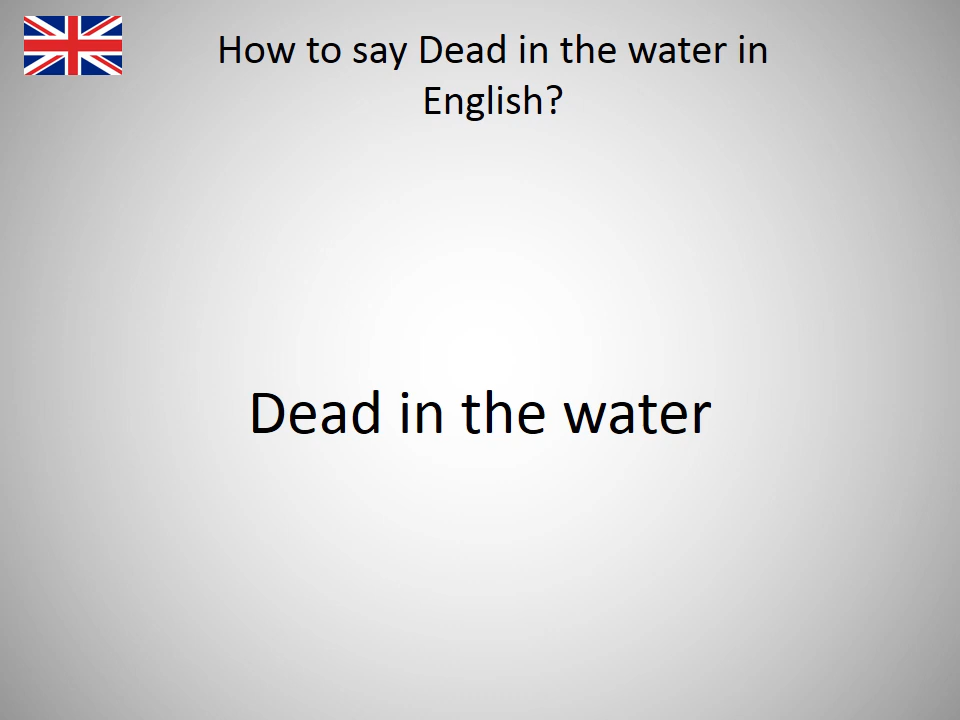 How to say Dead in the water in
English?
Dead in the water